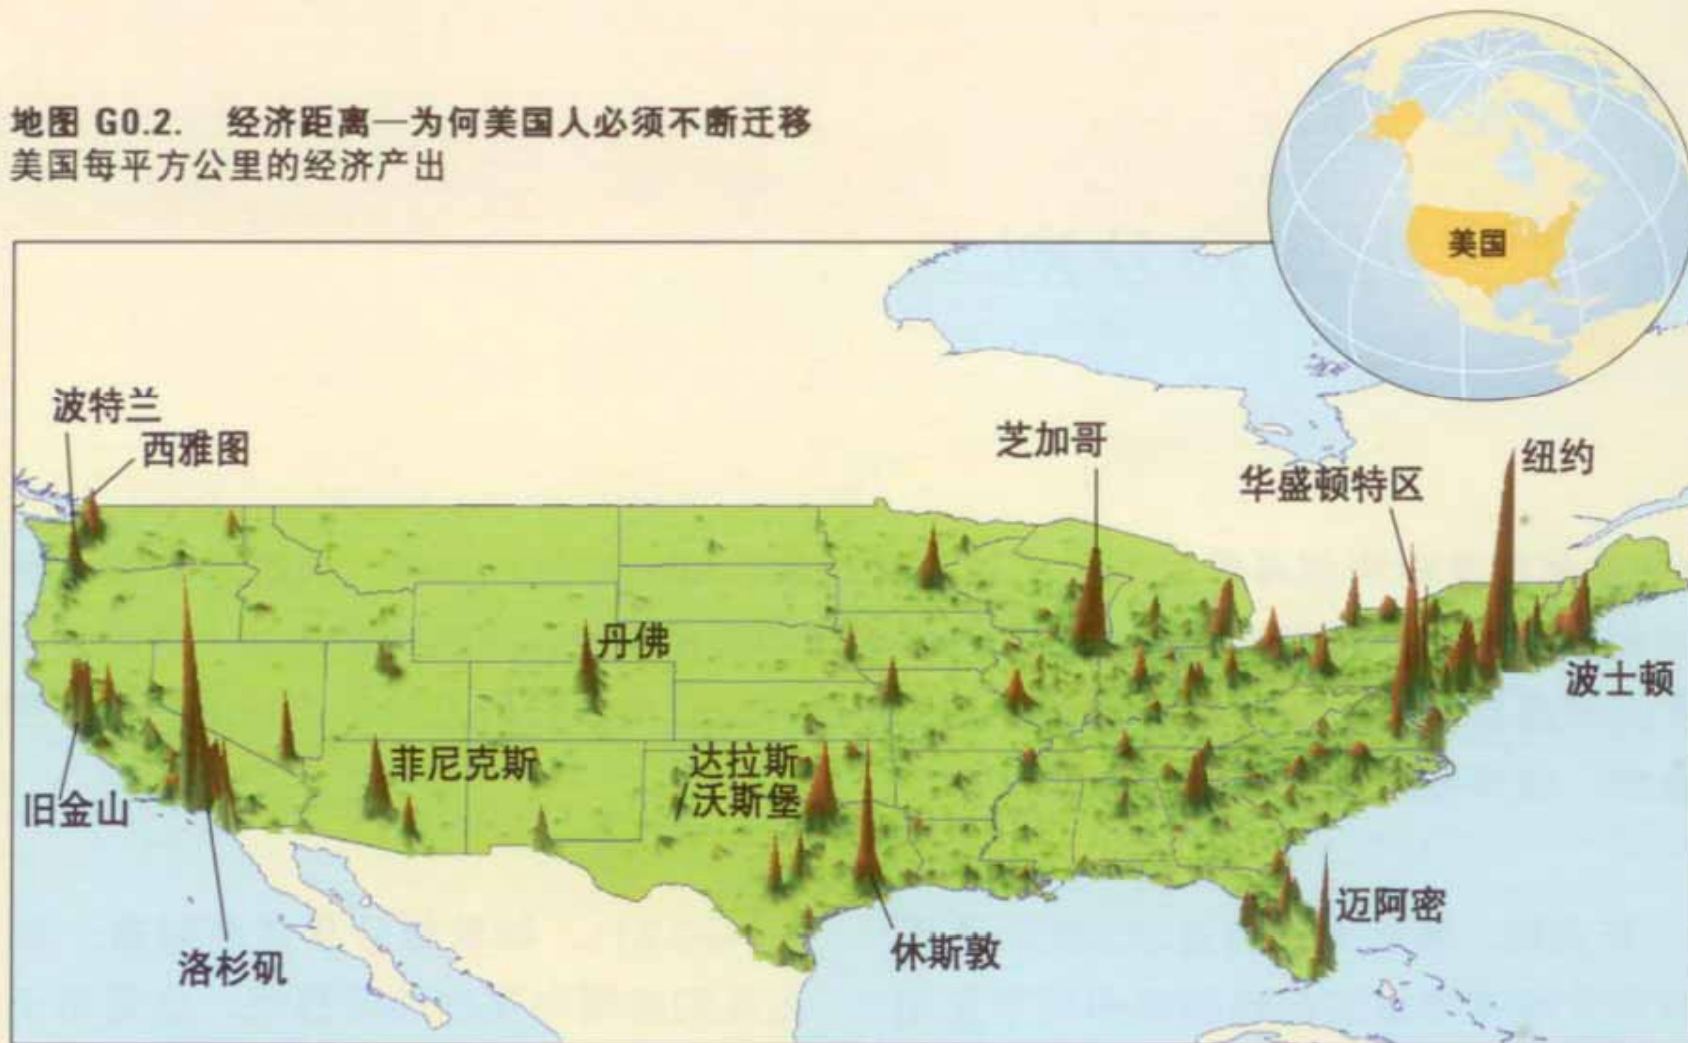 地图 G0.2. 经济距离—为何美国人必须不断迁移
美国每平方公里的经济产出
美国
波特兰
西雅图
芝加哥
华盛顿特区
纽约
丹佛
波士顿
菲尼克斯
达拉斯
/沃斯堡
旧金山
迈阿密
洛杉矶
休斯敦